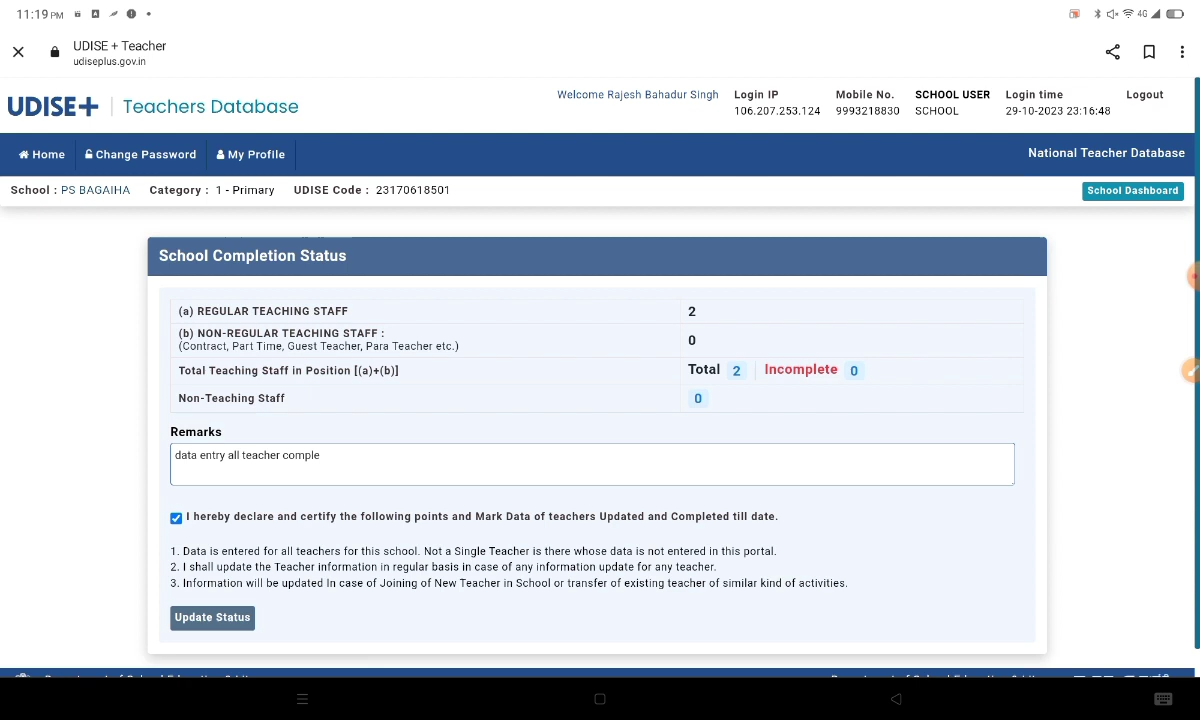 11:19 PM
4G
UDISE + Teacher
udiseplus.gov.in
UDISE+ Teachers Database
Welcome Rajesh Bahadur Singh
Login IP
106.207.253.124
Mobile No.
9993218830
SCHOOL USER
SCHOOL
Login time
29-10-2023 23:16:48
Logout
Home
Change Password
My Profile
National Teacher Database
School : PS BAGAIHA Category : 1 - Primary UDISE Code : 23170618501
School Dashboard
School Completion Status
(a) REGULAR TEACHING STAFF 2
(b) NON-REGULAR TEACHING STAFF :
(Contract, Part Time, Guest Teacher, Para Teacher etc.) 0
Total Teaching Staff in Position [(a)+(b)] Total 2 Incomplete 0
Non-Teaching Staff 0
Remarks
data entry all teacher comple
I hereby declare and certify the following points and Mark Data of teachers Updated and Completed till date.
1. Data is entered for all teachers for this school. Not a Single Teacher is there whose data is not entered in this portal.
2. I shall update the Teacher information in regular basis in case of any information update for any teacher.
3. Information will be updated In case of Joining of New Teacher in School or transfer of existing teacher of similar kind of activities.
Update Status